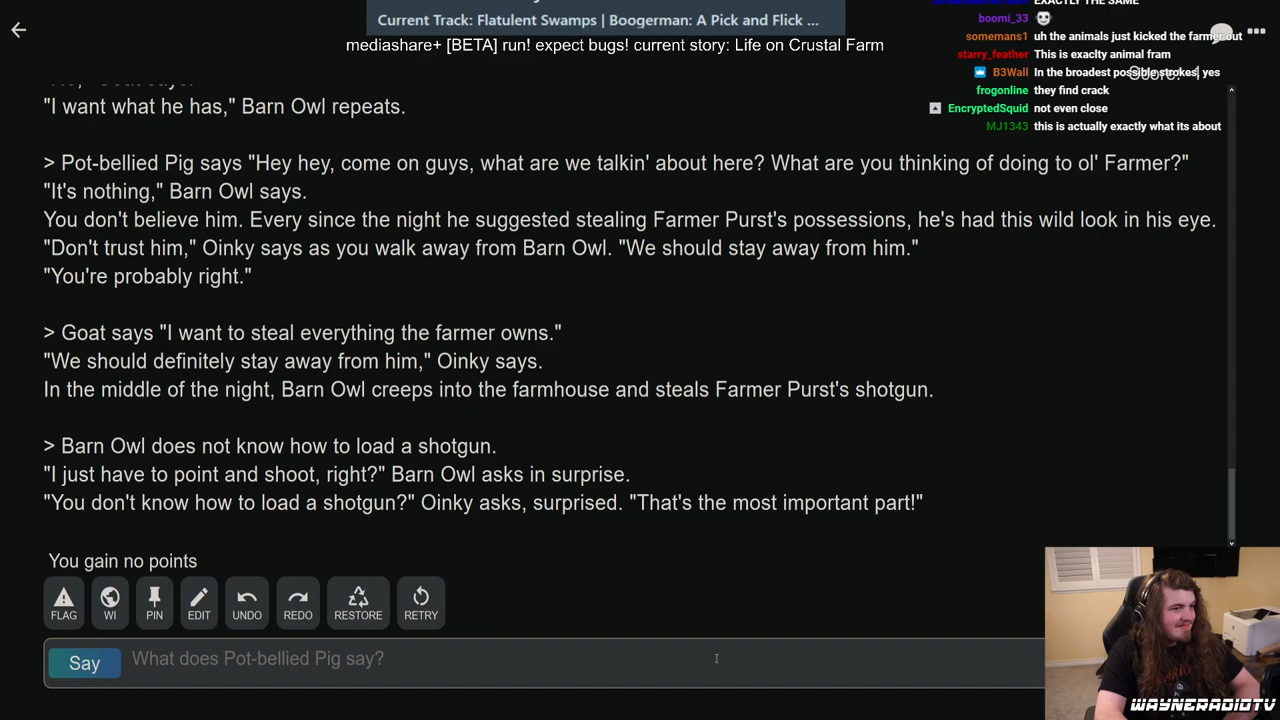 Current Track: Flatulent Swamps | Boogerman: A Pick and Flick ...
mediashare+ [BETA] run! expect bugs! current story: Life on Crustal Farm
EXACTLY THE SAME
boomi_33
somemans1 uh the animals just kicked the farmer out
starry_feather This is exaclty animal fram
B3Wall In the broadest possible strokes, yes
frogonline they find crack
EncryptedSquid not even close
MJ1343 this is actually exactly what its about
"I want what he has," Barn Owl repeats.
> Pot-bellied Pig says "Hey hey, come on guys, what are we talkin' about here? What are you thinking of doing to ol' Farmer?"
"It's nothing," Barn Owl says.
You don't believe him. Every since the night he suggested stealing Farmer Purst's possessions, he's had this wild look in his eye.
"Don't trust him," Oinky says as you walk away from Barn Owl. "We should stay away from him."
"You're probably right."
> Goat says "I want to steal everything the farmer owns."
"We should definitely stay away from him," Oinky says.
In the middle of the night, Barn Owl creeps into the farmhouse and steals Farmer Purst's shotgun.
> Barn Owl does not know how to load a shotgun.
"I just have to point and shoot, right?" Barn Owl asks in surprise.
"You don't know how to load a shotgun?" Oinky asks, surprised. "That's the most important part!"
You gain no points
FLAG WI PIN EDIT UNDO REDO RESTORE RETRY
Say What does Pot-bellied Pig say?
WAYNERADIOTV